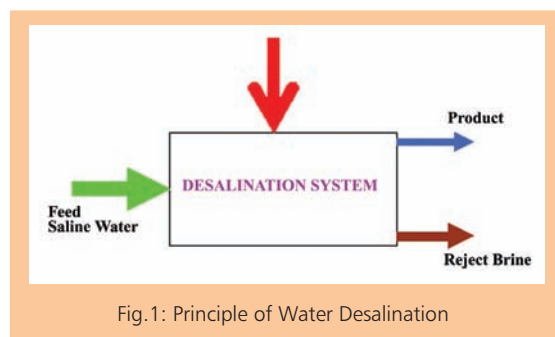 Product
DESALINATION SYSTEM
Feed
Saline Water
Reject Brine
Fig.1: Principle of Water Desalination